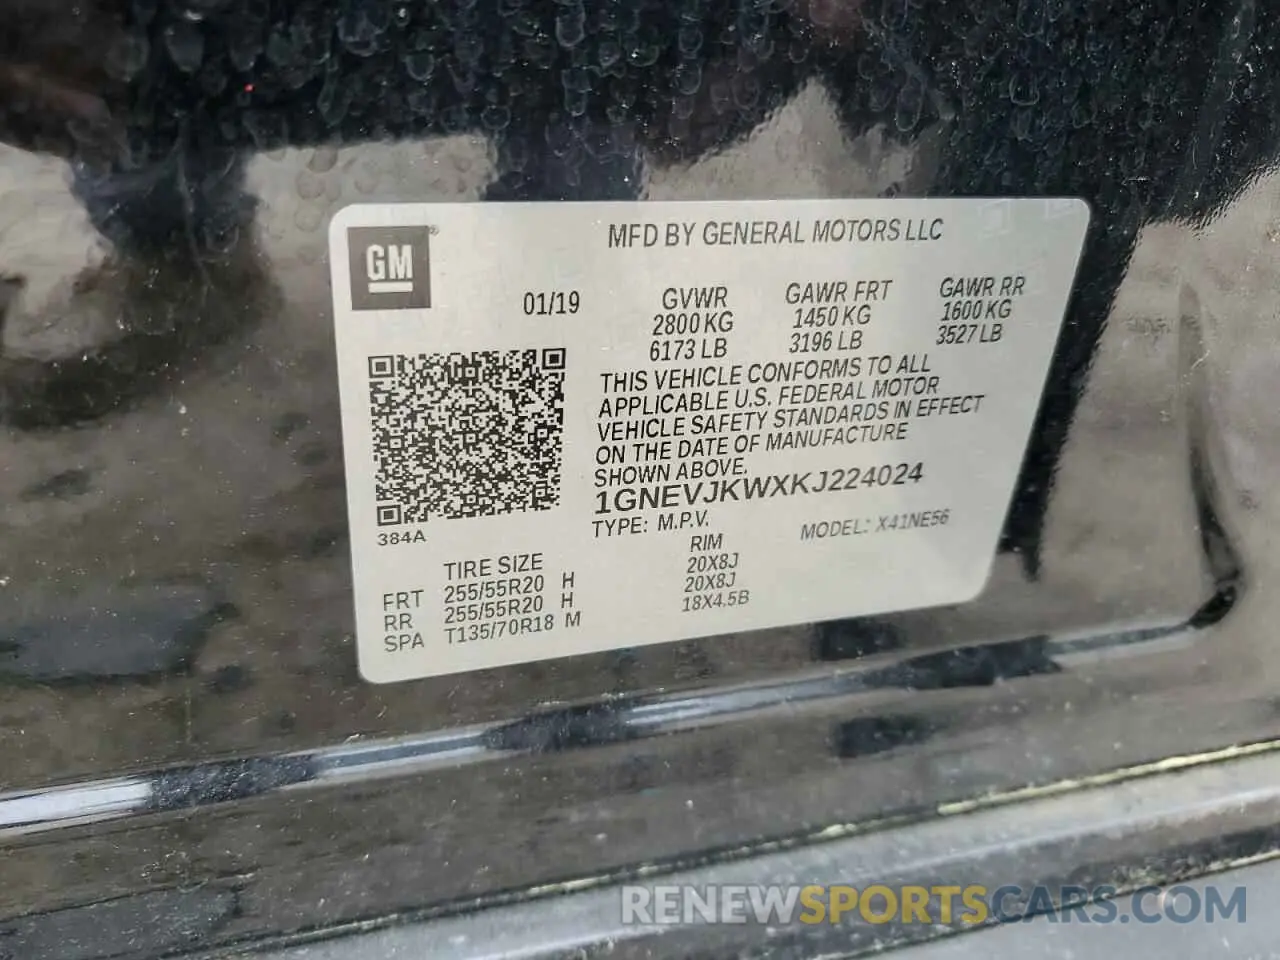 MFD BY GENERAL MOTORS LLC
GM®
01/19 GVWR GAWR FRT GAWR RR
2800 KG 1450 KG 1600 KG
6173 LB 3196 LB 3527 LB
THIS VEHICLE CONFORMS TO ALL
APPLICABLE U.S. FEDERAL MOTOR
VEHICLE SAFETY STANDARDS IN EFFECT
ON THE DATE OF MANUFACTURE
SHOWN ABOVE.
1GNEVJKWXKJ224024
TYPE: M.P.V. MODEL: X41NE56
384A
TIRE SIZE RIM
FRT 255/55R20 H 20X8J
RR 255/55R20 H 20X8J
SPA T135/70R18 M 18X4.5B
RENEWSPORTSCARS.COM